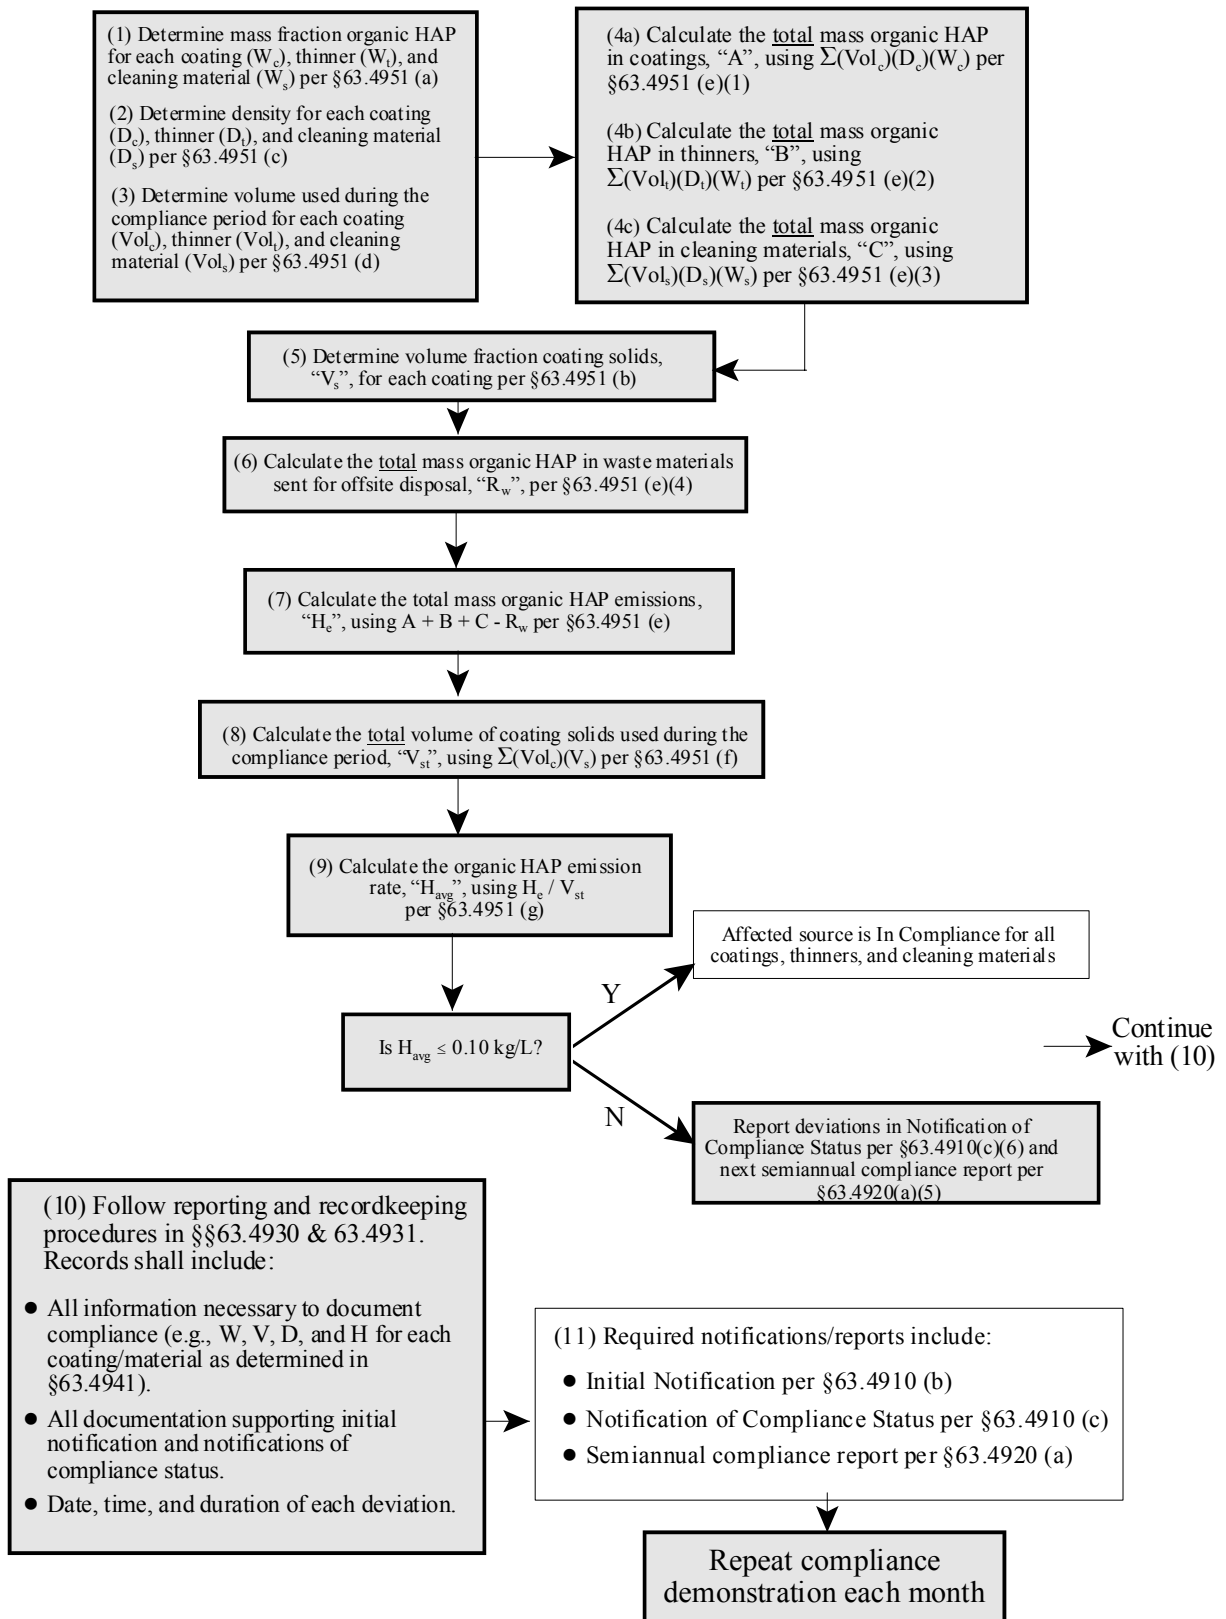 (1) Determine mass fraction organic HAP
for each coating (Wc), thinner (Wt), and
cleaning material (Ws) per §63.4951 (a)
(2) Determine density for each coating
(Dc), thinner (Dt), and cleaning material
(Ds) per §63.4951 (c)
(3) Determine volume used during the
compliance period for each coating
(Volc), thinner (Volt), and cleaning
material (Vols) per §63.4951 (d)
(4a) Calculate the total mass organic HAP
in coatings, “A”, using Σ(Volc)(Dc)(Wc) per
§63.4951 (e)(1)
(4b) Calculate the total mass organic
HAP in thinners, “B”, using
Σ(Volt)(Dt)(Wt) per §63.4951 (e)(2)
(4c) Calculate the total mass organic
HAP in cleaning materials, “C”, using
Σ(Vols)(Ds)(Ws) per §63.4951 (e)(3)
(5) Determine volume fraction coating solids,
“Vs”, for each coating per §63.4951 (b)
(6) Calculate the total mass organic HAP in waste materials
sent for offsite disposal, “Rw”, per §63.4951 (e)(4)
(7) Calculate the total mass organic HAP emissions,
“He”, using A + B + C - Rw per §63.4951 (e)
(8) Calculate the total volume of coating solids used during the
compliance period, “Vst”, using Σ(Volc)(Vs) per §63.4951 (f)
(9) Calculate the organic HAP emission
rate, “Havg”, using He / Vst
per §63.4951 (g)
Is Havg ≤ 0.10 kg/L?
Y
Affected source is In Compliance for all
coatings, thinners, and cleaning materials
Continue
with (10)
N
Report deviations in Notification of
Compliance Status per §63.4910(c)(6) and
next semiannual compliance report per
§63.4920(a)(5)
(10) Follow reporting and recordkeeping
procedures in §§63.4930 & 63.4931.
Records shall include:
● All information necessary to document
compliance (e.g., W, V, D, and H for each
coating/material as determined in
§63.4941).
● All documentation supporting initial
notification and notifications of
compliance status.
● Date, time, and duration of each deviation.
(11) Required notifications/reports include:
● Initial Notification per §63.4910 (b)
● Notification of Compliance Status per §63.4910 (c)
● Semiannual compliance report per §63.4920 (a)
Repeat compliance
demonstration each month